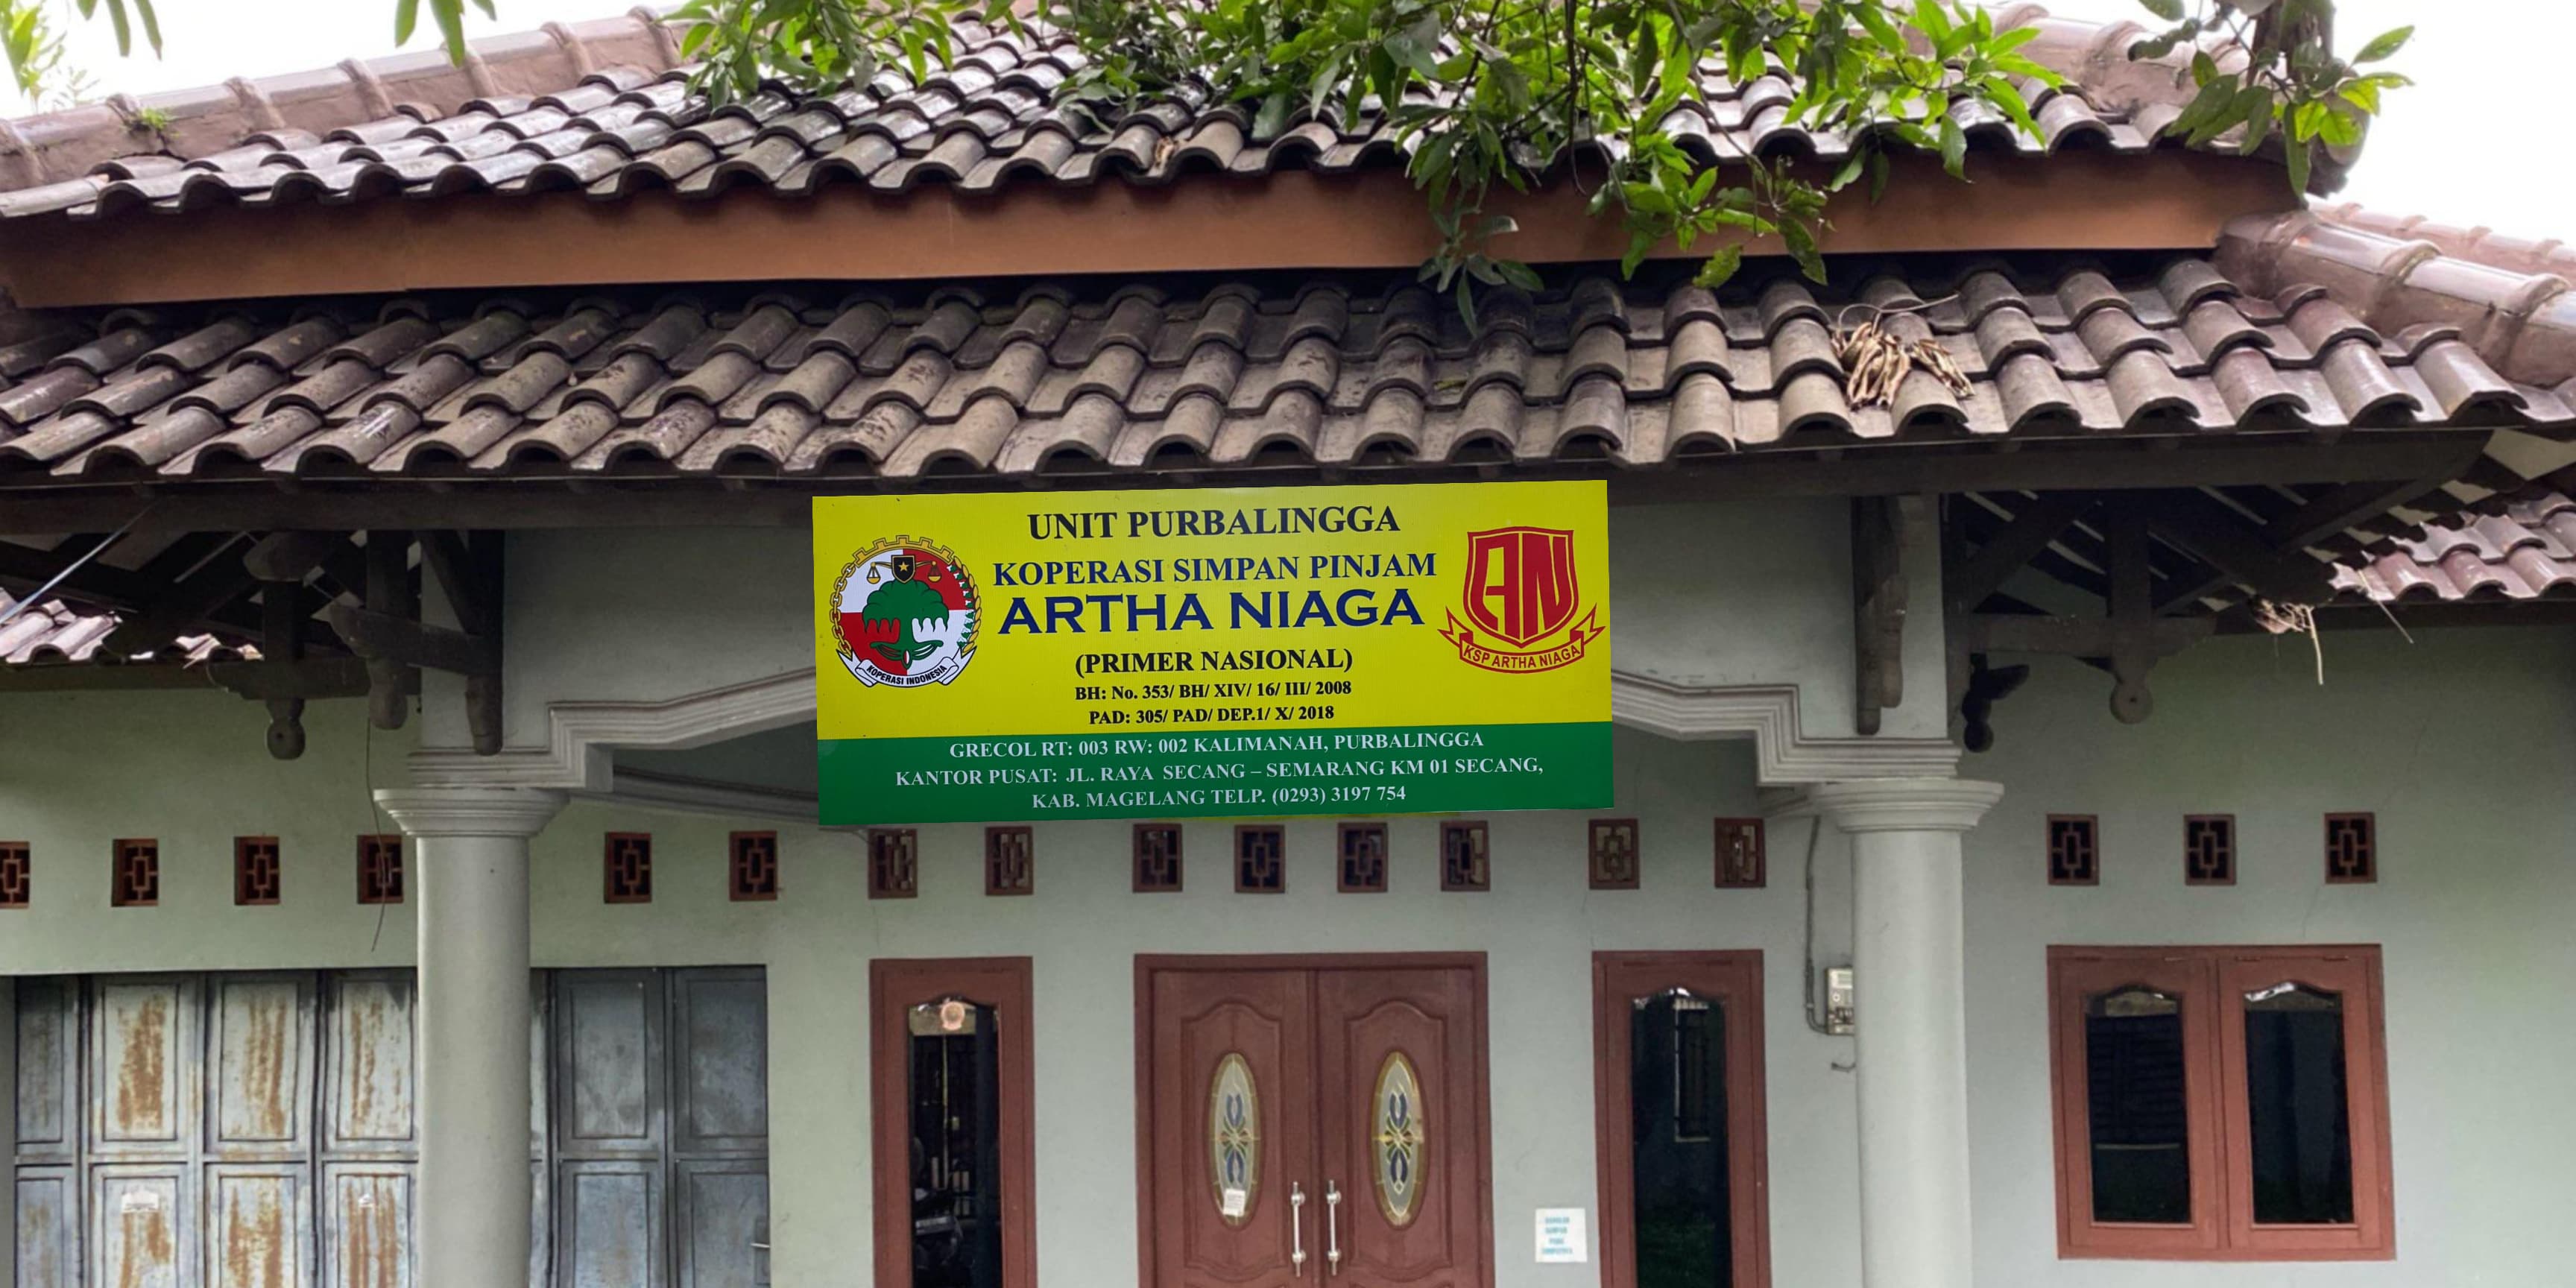 UNIT PURBALINGGA
KOPERASI SIMPAN PINJAM
ARTHA NIAGA
(PRIMER NASIONAL)
BH: No. 353/ BH/ XIV/ 16/ III/ 2008
PAD: 305/ PAD/ DEP.1/ X/ 2018
KOPERASI INDONESIA
AN
KSP ARTHA NIAGA
GRECOL RT: 003 RW: 002 KALIMANAH, PURBALINGGA
KANTOR PUSAT: JL. RAYA SECANG – SEMARANG KM 01 SECANG,
KAB. MAGELANG TELP. (0293) 3197 754